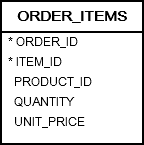 ORDER_ITEMS
* ORDER_ID
* ITEM_ID
PRODUCT_ID
QUANTITY
UNIT_PRICE